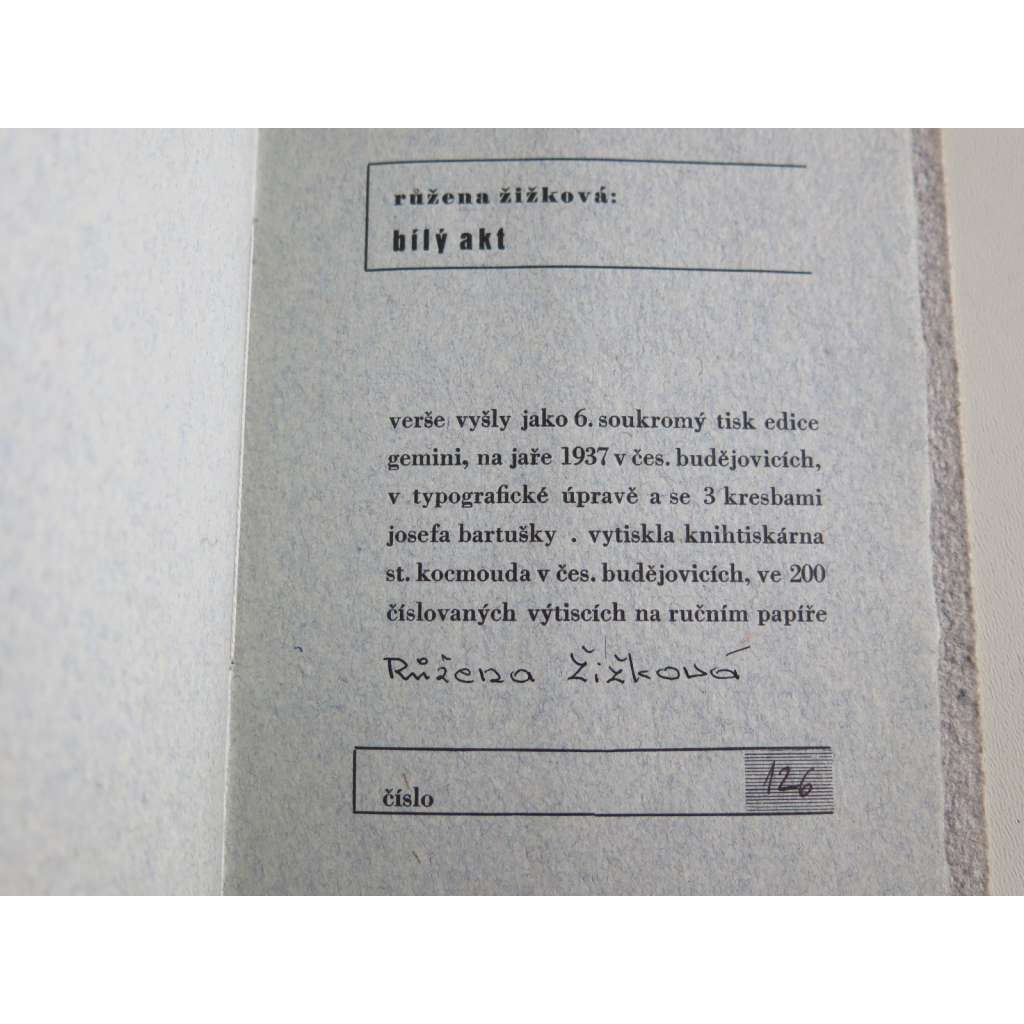 růžena žižková:
bílý akt
verše vyšly jako 6. soukromý tisk edice
gemini, na jaře 1937 v čes. budějovicích,
v typografické úpravě a se 3 kresbami
josefa bartušky . vytiskla knihtiskárna
st. kocmouda v čes. budějovicích, ve 200
číslovaných výtiscích na ručním papíře
Růžena Žižková
číslo 126